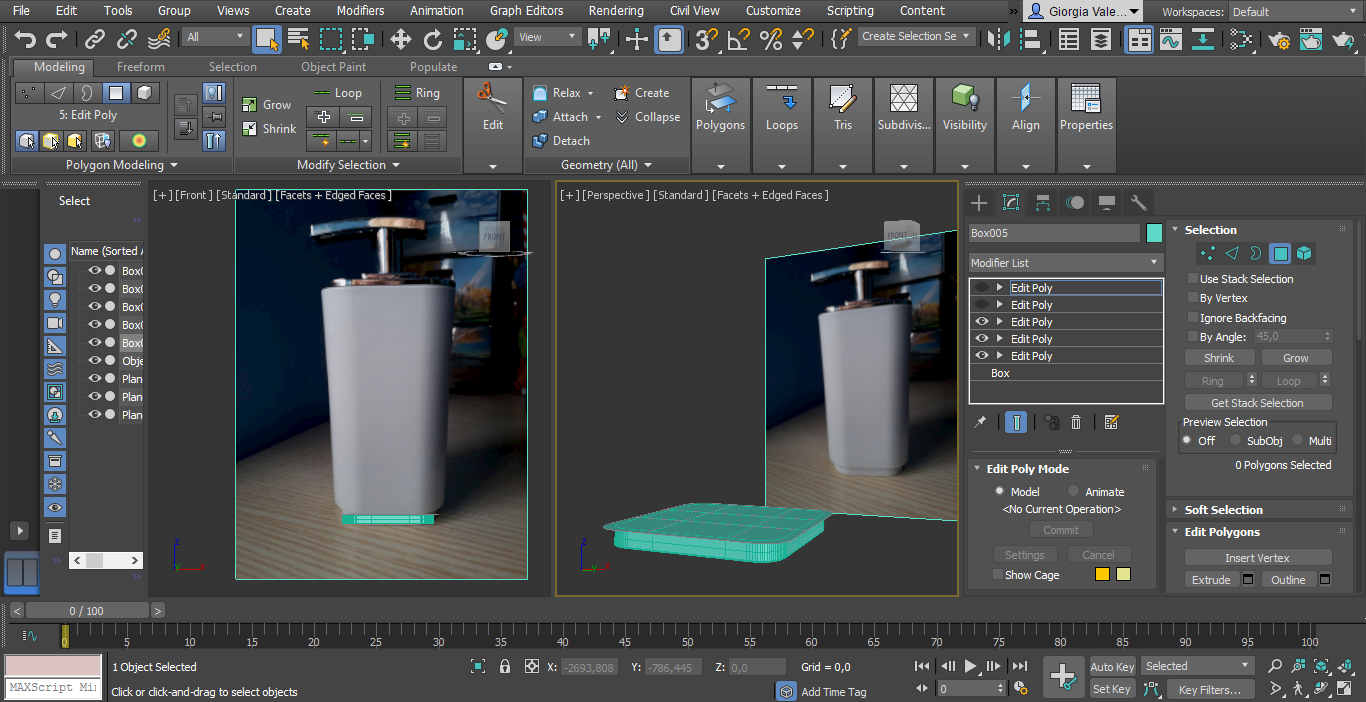 File Edit Tools Group Views Create Modifiers Animation Graph Editors Rendering Civil View Customize Scripting Content » Giorgia Vale... Workspaces: Default
All View Create Selection Se
Modeling Freeform Selection Object Paint Populate
Loop Ring Relax Create
5: Edit Poly Grow Edit Attach Collapse Polygons Loops Tris Subdivis... Visibility Align Properties
Shrink Detach
Polygon Modeling Modify Selection Geometry (All)
Select
[+] [Front] [Standard] [Facets + Edged Faces]
[+] [Perspective] [Standard] [Facets + Edged Faces]
FRONT
FRONT
Name (Sorted A
Box0
Box0
Box0
Box0
Box0
Obje
Plan
Plan
Plan
z
x
y
z
x
y
Box005
Modifier List
Edit Poly
Edit Poly
Edit Poly
Edit Poly
Edit Poly
Box
Edit Poly Mode
Model Animate
<No Current Operation>
Commit
Settings Cancel
Show Cage
Selection
Use Stack Selection
By Vertex
Ignore Backfacing
By Angle: 45,0
Shrink Grow
Ring Loop
Get Stack Selection
Preview Selection
Off SubObj Multi
0 Polygons Selected
Soft Selection
Edit Polygons
Insert Vertex
Extrude Outline
< 0 / 100 >
0 5 10 15 20 25 30 35 40 45 50 55 60 65 70 75 80 85 90 95 100
1 Object Selected X: -2693,808 Y: -786,445 Z: 0,0 Grid = 0,0 Auto Key Selected
MAXScript Mi Click or click-and-drag to select objects Add Time Tag 0 Set Key Key Filters...